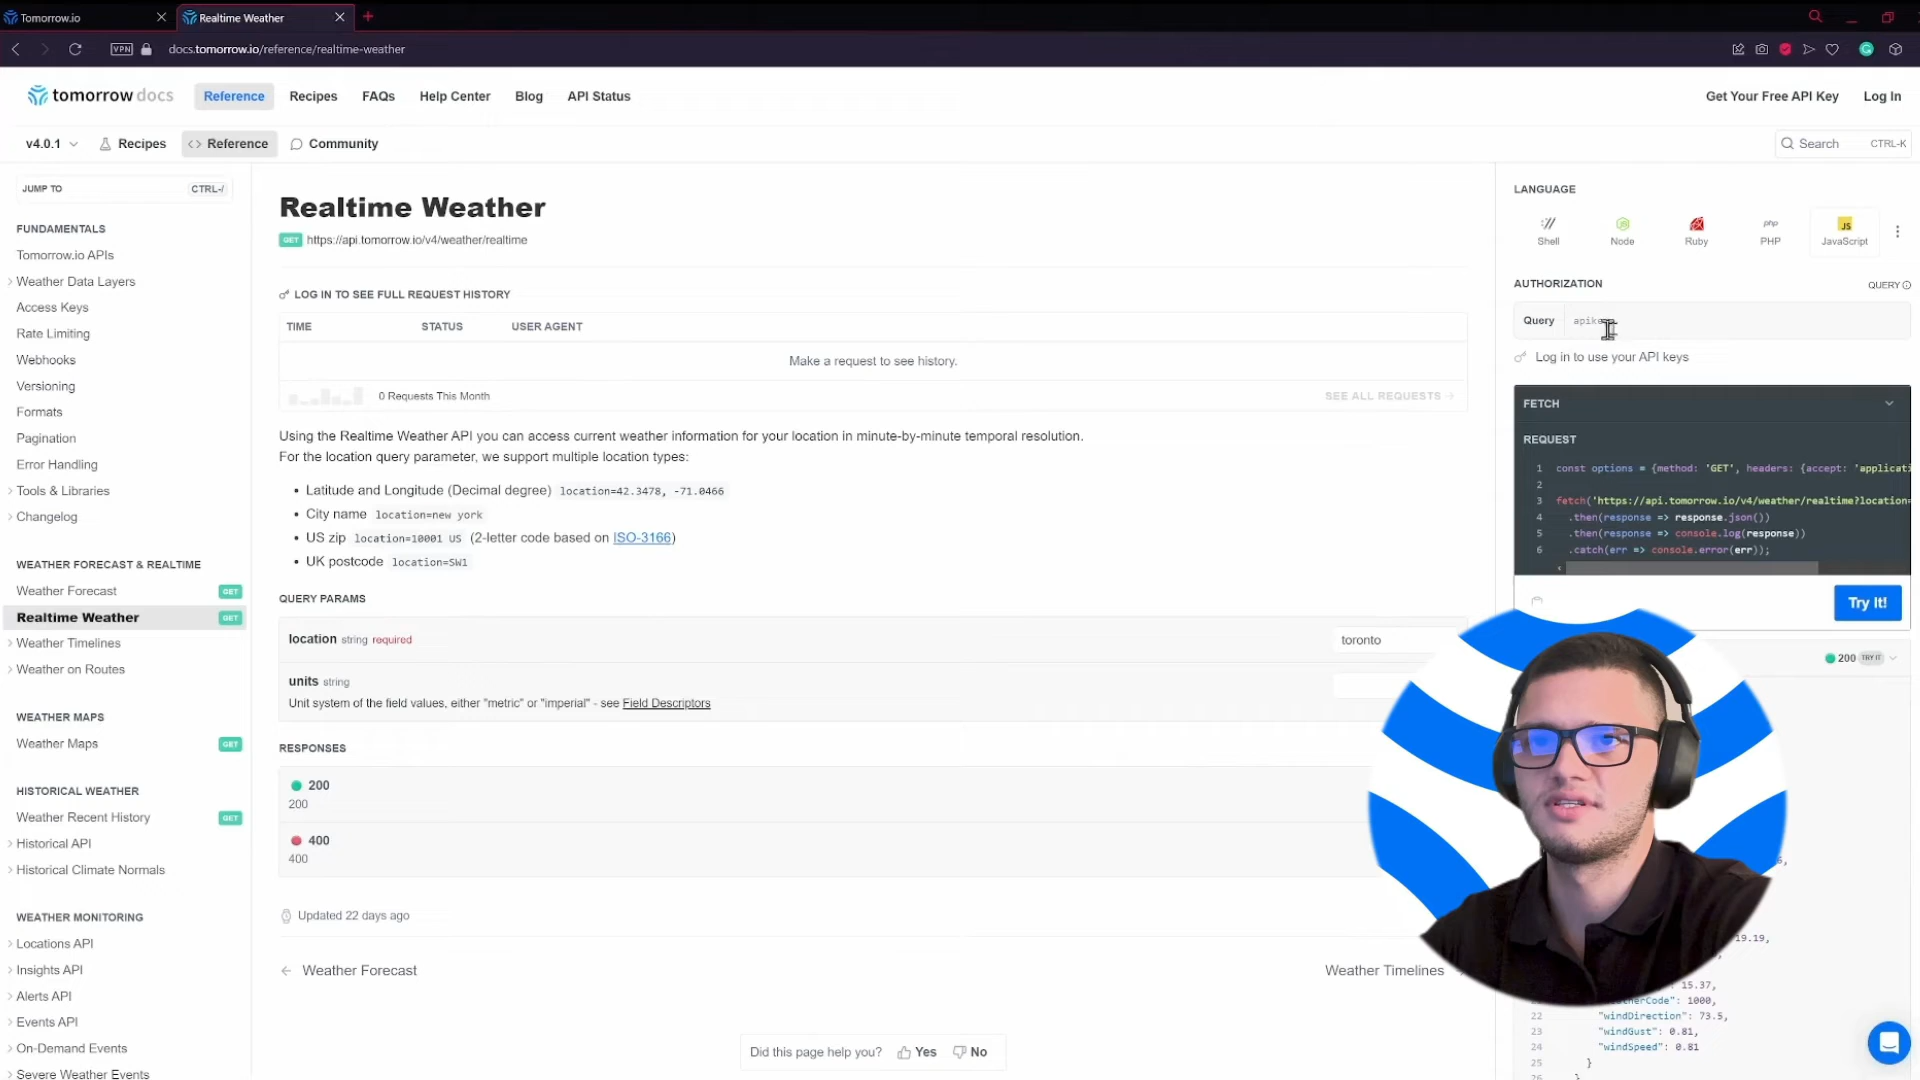 Tomorrow.io
Realtime Weather
VPN
docs.tomorrow.io/reference/realtime-weather
tomorrow docs
Reference
Recipes
FAQs
Help Center
Blog
API Status
Get Your Free API Key
Log In
v4.0.1
Recipes
Reference
Community
Search
CTRL-K
JUMP TO
CTRL-/
FUNDAMENTALS
Tomorrow.io APIs
Weather Data Layers
Access Keys
Rate Limiting
Webhooks
Versioning
Formats
Pagination
Error Handling
Tools & Libraries
Changelog
WEATHER FORECAST & REALTIME
Weather Forecast GET
Realtime Weather GET
Weather Timelines
Weather on Routes
WEATHER MAPS
Weather Maps GET
HISTORICAL WEATHER
Weather Recent History GET
Historical API
Historical Climate Normals
WEATHER MONITORING
Locations API
Insights API
Alerts API
Events API
On-Demand Events
Severe Weather Events
Realtime Weather
GET https://api.tomorrow.io/v4/weather/realtime
LOG IN TO SEE FULL REQUEST HISTORY
TIME STATUS USER AGENT
Make a request to see history.
0 Requests This Month
SEE ALL REQUESTS
Using the Realtime Weather API you can access current weather information for your location in minute-by-minute temporal resolution.
For the location query parameter, we support multiple location types:
• Latitude and Longitude (Decimal degree) location=42.3478, -71.0466
• City name location=new york
• US zip location=10001 US (2-letter code based on ISO-3166)
• UK postcode location=SW1
QUERY PARAMS
location string required
toronto
units string
Unit system of the field values, either "metric" or "imperial" - see Field Descriptors
RESPONSES
200
200
400
400
Updated 22 days ago
Weather Forecast
Weather Timelines
Did this page help you? Yes No
LANGUAGE
Shell
Node
Ruby
php
PHP
JS
JavaScript
AUTHORIZATION
QUERY
Query
Log in to use your API keys
FETCH
REQUEST
1 const options = {method: 'GET', headers: {accept: 'applicati
2
3 fetch('https://api.tomorrow.io/v4/weather/realtime?location=
4 .then(response => response.json())
5 .then(response => console.log(response))
6 .catch(err => console.error(err));
Try It!
200 TRY IT
19.19,
15.37,
Code": 1000,
22 "windDirection": 73.5,
23 "windGust": 0.81,
24 "windSpeed": 0.81
25 }
26 }